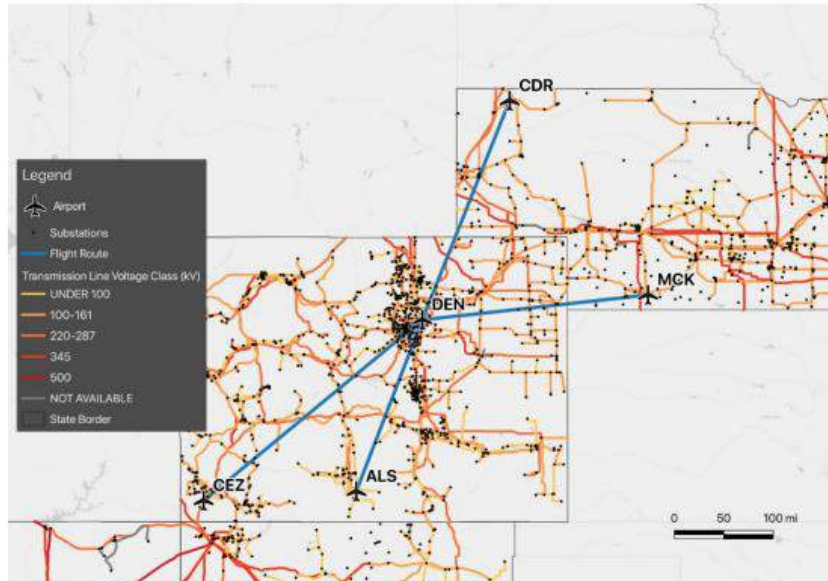 CDR
Legend
Airport
Substations
Flight Route
Transmission Line Voltage Class (kV)
UNDER 100
100-161
220-287
345
500
NOT AVAILABLE
State Border
DEN
MCK
CEZ
ALS
0 50 100 mi